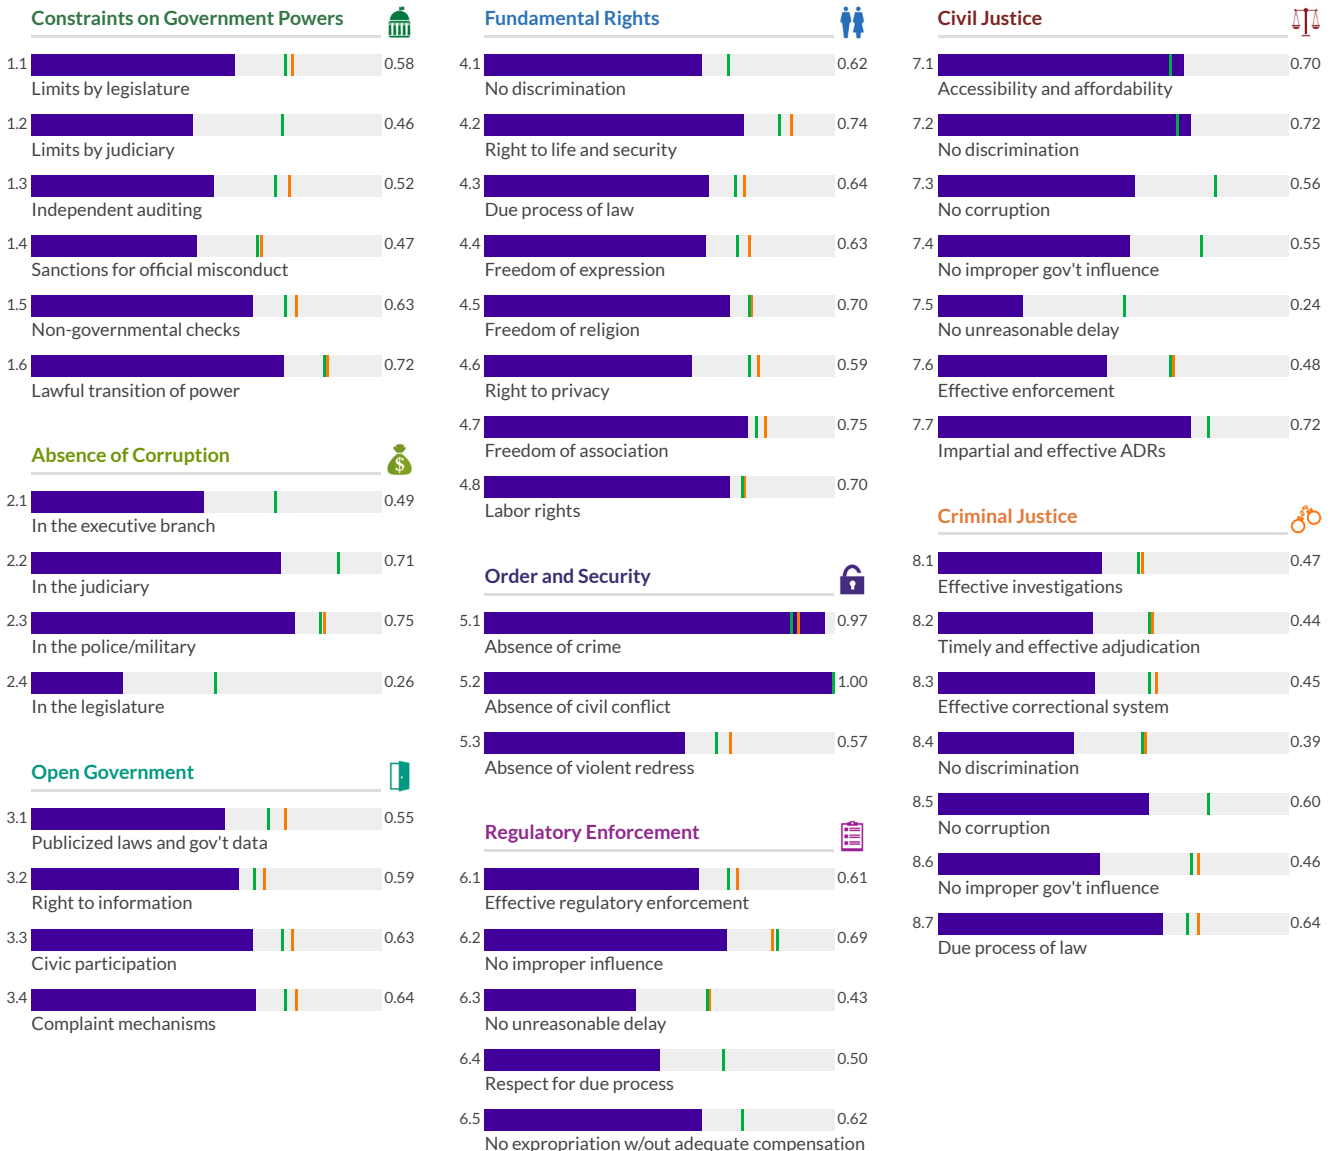 Constraints on Government Powers
1.1 0.58
Limits by legislature
1.2 0.46
Limits by judiciary
1.3 0.52
Independent auditing
1.4 0.47
Sanctions for official misconduct
1.5 0.63
Non-governmental checks
1.6 0.72
Lawful transition of power
Absence of Corruption
$
2.1 0.49
In the executive branch
2.2 0.71
In the judiciary
2.3 0.75
In the police/military
2.4 0.26
In the legislature
Open Government
3.1 0.55
Publicized laws and gov't data
3.2 0.59
Right to information
3.3 0.63
Civic participation
3.4 0.64
Complaint mechanisms
Fundamental Rights
4.1 0.62
No discrimination
4.2 0.74
Right to life and security
4.3 0.64
Due process of law
4.4 0.63
Freedom of expression
4.5 0.70
Freedom of religion
4.6 0.59
Right to privacy
4.7 0.75
Freedom of association
4.8 0.70
Labor rights
Order and Security
5.1 0.97
Absence of crime
5.2 1.00
Absence of civil conflict
5.3 0.57
Absence of violent redress
Regulatory Enforcement
6.1 0.61
Effective regulatory enforcement
6.2 0.69
No improper influence
6.3 0.43
No unreasonable delay
6.4 0.50
Respect for due process
6.5 0.62
No expropriation w/out adequate compensation
Civil Justice
7.1 0.70
Accessibility and affordability
7.2 0.72
No discrimination
7.3 0.56
No corruption
7.4 0.55
No improper gov't influence
7.5 0.24
No unreasonable delay
7.6 0.48
Effective enforcement
7.7 0.72
Impartial and effective ADRs
Criminal Justice
8.1 0.47
Effective investigations
8.2 0.44
Timely and effective adjudication
8.3 0.45
Effective correctional system
8.4 0.39
No discrimination
8.5 0.60
No corruption
8.6 0.46
No improper gov't influence
8.7 0.64
Due process of law